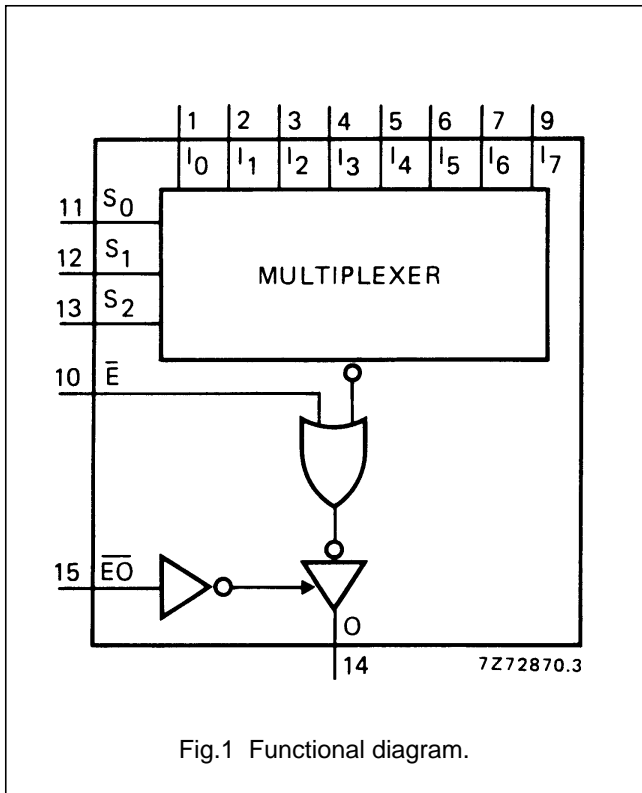 1 2 3 4 5 6 7 9
I0 I1 I2 I3 I4 I5 I6 I7
11 S0
12 S1
MULTIPLEXER
13 S2
10 E̅
15 E̅O̅
O
14 7Z72870.3
Fig.1 Functional diagram.